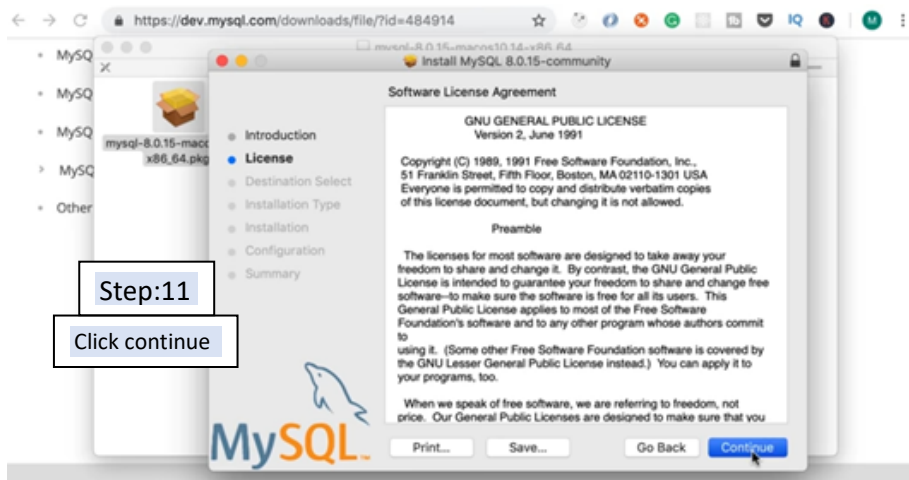 https://dev.mysql.com/downloads/file/?id=484914
IQ
M
MySQ
MySQ
MySQ
MySQ
Other
mysql-8.0.15-macos10.14-x86_64
mysql-8.0.15-maco
x86_64.pkg
Install MySQL 8.0.15-community
Introduction
License
Destination Select
Installation Type
Installation
Configuration
Summary
Software License Agreement
GNU GENERAL PUBLIC LICENSE
Version 2, June 1991
Copyright (C) 1989, 1991 Free Software Foundation, Inc.,
51 Franklin Street, Fifth Floor, Boston, MA 02110-1301 USA
Everyone is permitted to copy and distribute verbatim copies
of this license document, but changing it is not allowed.
Preamble
The licenses for most software are designed to take away your
freedom to share and change it. By contrast, the GNU General Public
License is intended to guarantee your freedom to share and change free
software--to make sure the software is free for all its users. This
General Public License applies to most of the Free Software
Foundation's software and to any other program whose authors commit
to
using it. (Some other Free Software Foundation software is covered by
the GNU Lesser General Public License instead.) You can apply it to
your programs, too.
When we speak of free software, we are referring to freedom, not
price. Our General Public Licenses are designed to make sure that you
Step:11
Click continue
MySQL
Print...
Save...
Go Back
Continue